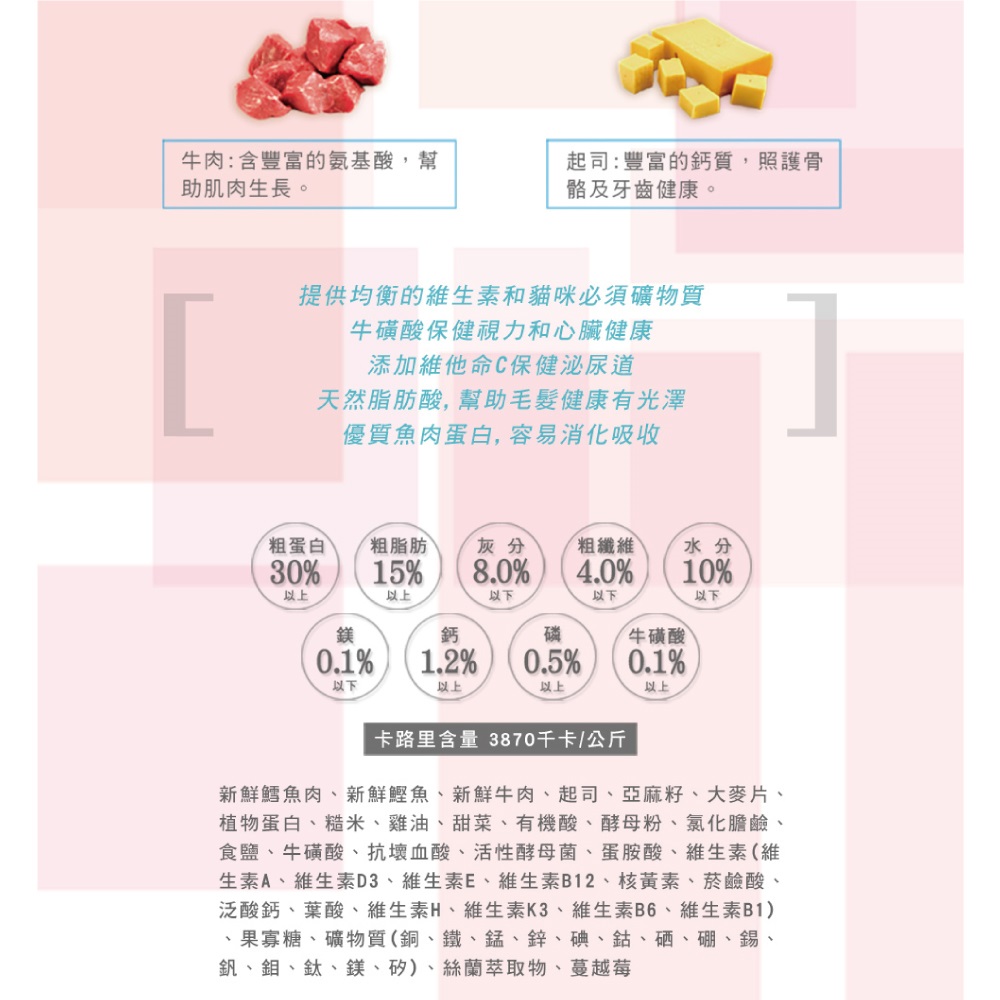 牛肉:含豐富的氨基酸，幫
助肌肉生長。
起司:豐富的鈣質，照護骨
骼及牙齒健康。
提供均衡的維生素和貓咪必須礦物質
牛磺酸保健視力和心臟健康
添加維他命C保健泌尿道
天然脂肪酸,幫助毛髮健康有光澤
優質魚肉蛋白,容易消化吸收
粗蛋白
30%
以上
粗脂肪
15%
以上
灰 分
8.0%
以下
粗纖維
4.0%
以下
水 分
10%
以下
鎂
0.1%
以下
鈣
1.2%
以上
磷
0.5%
以上
牛磺酸
0.1%
以上
卡路里含量 3870千卡/公斤
新鮮鱈魚肉、新鮮鰹魚、新鮮牛肉、起司、亞麻籽、大麥片、
植物蛋白、糙米、雞油、甜菜、有機酸、酵母粉、氯化膽鹼、
食鹽、牛磺酸、抗壞血酸、活性酵母菌、蛋胺酸、維生素(維
生素A、維生素D3、維生素E、維生素B12、核黃素、菸鹼酸、
泛酸鈣、葉酸、維生素H、維生素K3、維生素B6、維生素B1)
、果寡糖、礦物質(銅、鐵、錳、鋅、碘、鈷、硒、硼、錫、
釩、鉬、鈦、鎂、矽)、絲蘭萃取物、蔓越莓